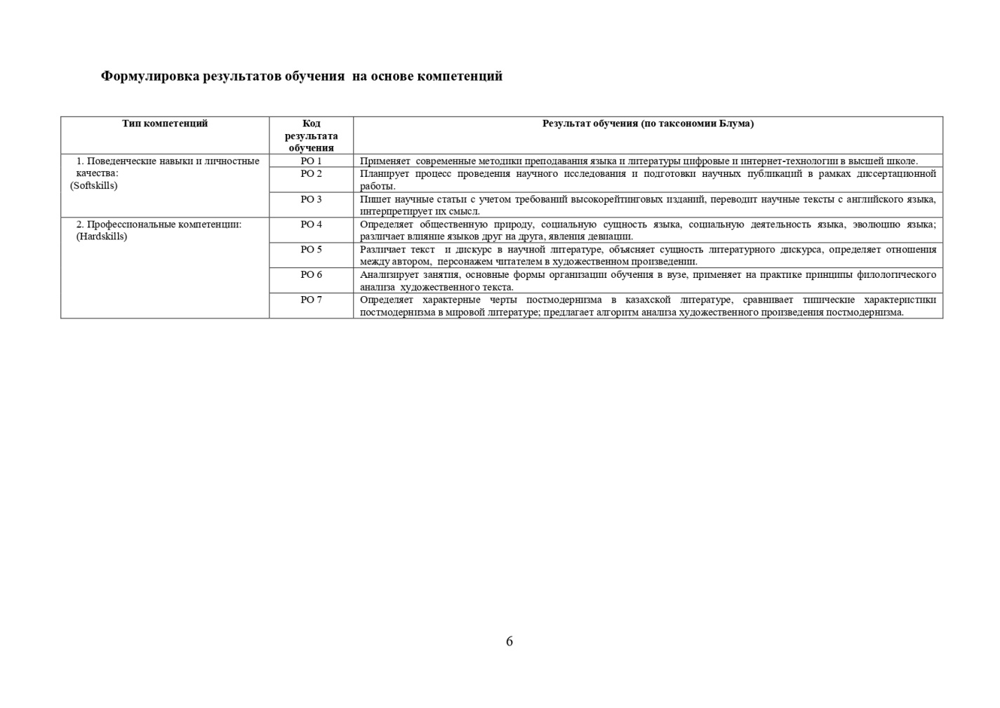 Формулировка результатов обучения  на основе компетенций
Тип компетенций
Код
результата
обучения
Результат обучения (по таксономии Блума)
1. Поведенческие навыки и личностные
качества:
(Softskills)
РО 1
Применяет  современные методики преподавания языка и литературы цифровые и интернет-технологии в высшей школе.
РО 2
Планирует процесс проведения научного исследования и подготовки научных публикаций в рамках диссертационной
работы.
РО 3
Пишет научные статьи с учетом требований высокорейтинговых изданий, переводит научные тексты с английского языка,
интерпретирует их смысл.
2. Профессиональные компетенции:
(Hardskills)
РО 4
Определяет общественную природу, социальную сущность языка, социальную деятельность языка, эволюцию языка;
различает влияние языков друг на друга, явления девиации.
РО 5
Различает текст  и дискурс в научной литературе, объясняет сущность литературного дискурса, определяет отношения
между автором,  персонажем читателем в художественном произведении.
РО 6
Анализирует занятия, основные формы организации обучения в вузе, применяет на практике принципы филологического
анализа  художественного текста.
РО 7
Определяет характерные черты постмодернизма в казахской литературе, сравнивает типические характеристики
постмодернизма в мировой литературе; предлагает алгоритм анализа художественного произведения постмодернизма.
6